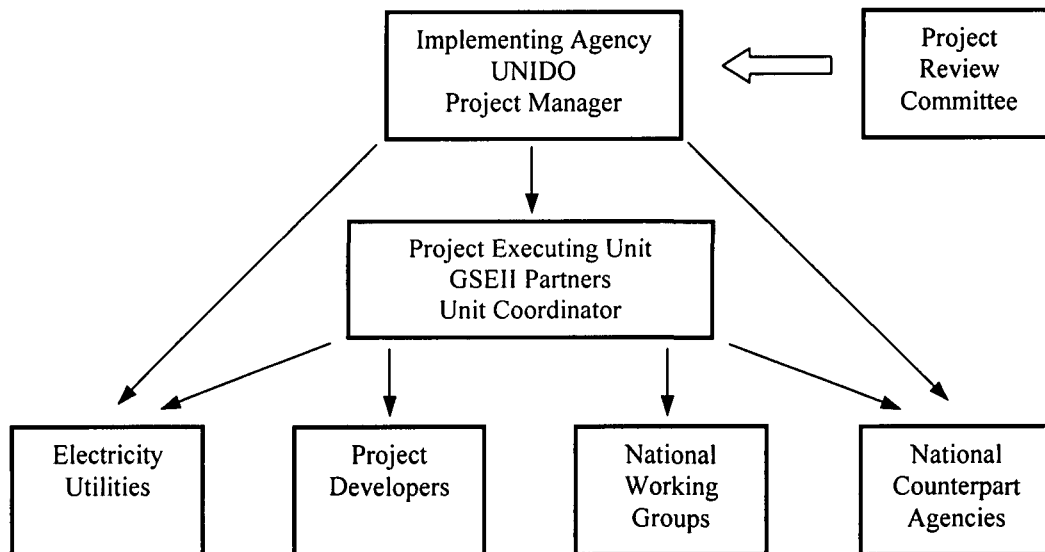 Implementing Agency
UNIDO
Project Manager
Project
Review
Committee
Project Executing Unit
GSEII Partners
Unit Coordinator
Electricity
Utilities
Project
Developers
National
Working
Groups
National
Counterpart
Agencies